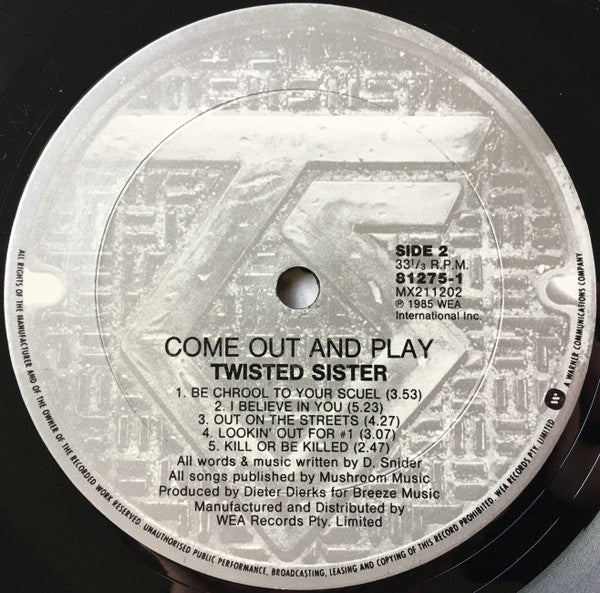 TS
SIDE 2
33⅓ R.P.M.
81275-1
MX211202
℗ 1985 WEA
International Inc.
COME OUT AND PLAY
TWISTED SISTER
1. BE CHROOL TO YOUR SCUEL (3.53)
2. I BELIEVE IN YOU (5.23)
3. OUT ON THE STREETS (4.27)
4. LOOKIN' OUT FOR #1 (3.07)
5. KILL OR BE KILLED (2.47)
All words & music written by D. Snider
All songs published by Mushroom Music
Produced by Dieter Dierks for Breeze Music
Manufactured and Distributed by
WEA Records Pty. Limited
ALL RIGHTS OF THE MANUFACTURER AND OF THE OWNER OF THE RECORDED WORK RESERVED. UNAUTHORISED PUBLIC PERFORMANCE, BROADCASTING, LEASING AND COPYING OF THIS RECORD PROHIBITED. WEA RECORDS PTY. LIMITED
A WARNER COMMUNICATIONS COMPANY.